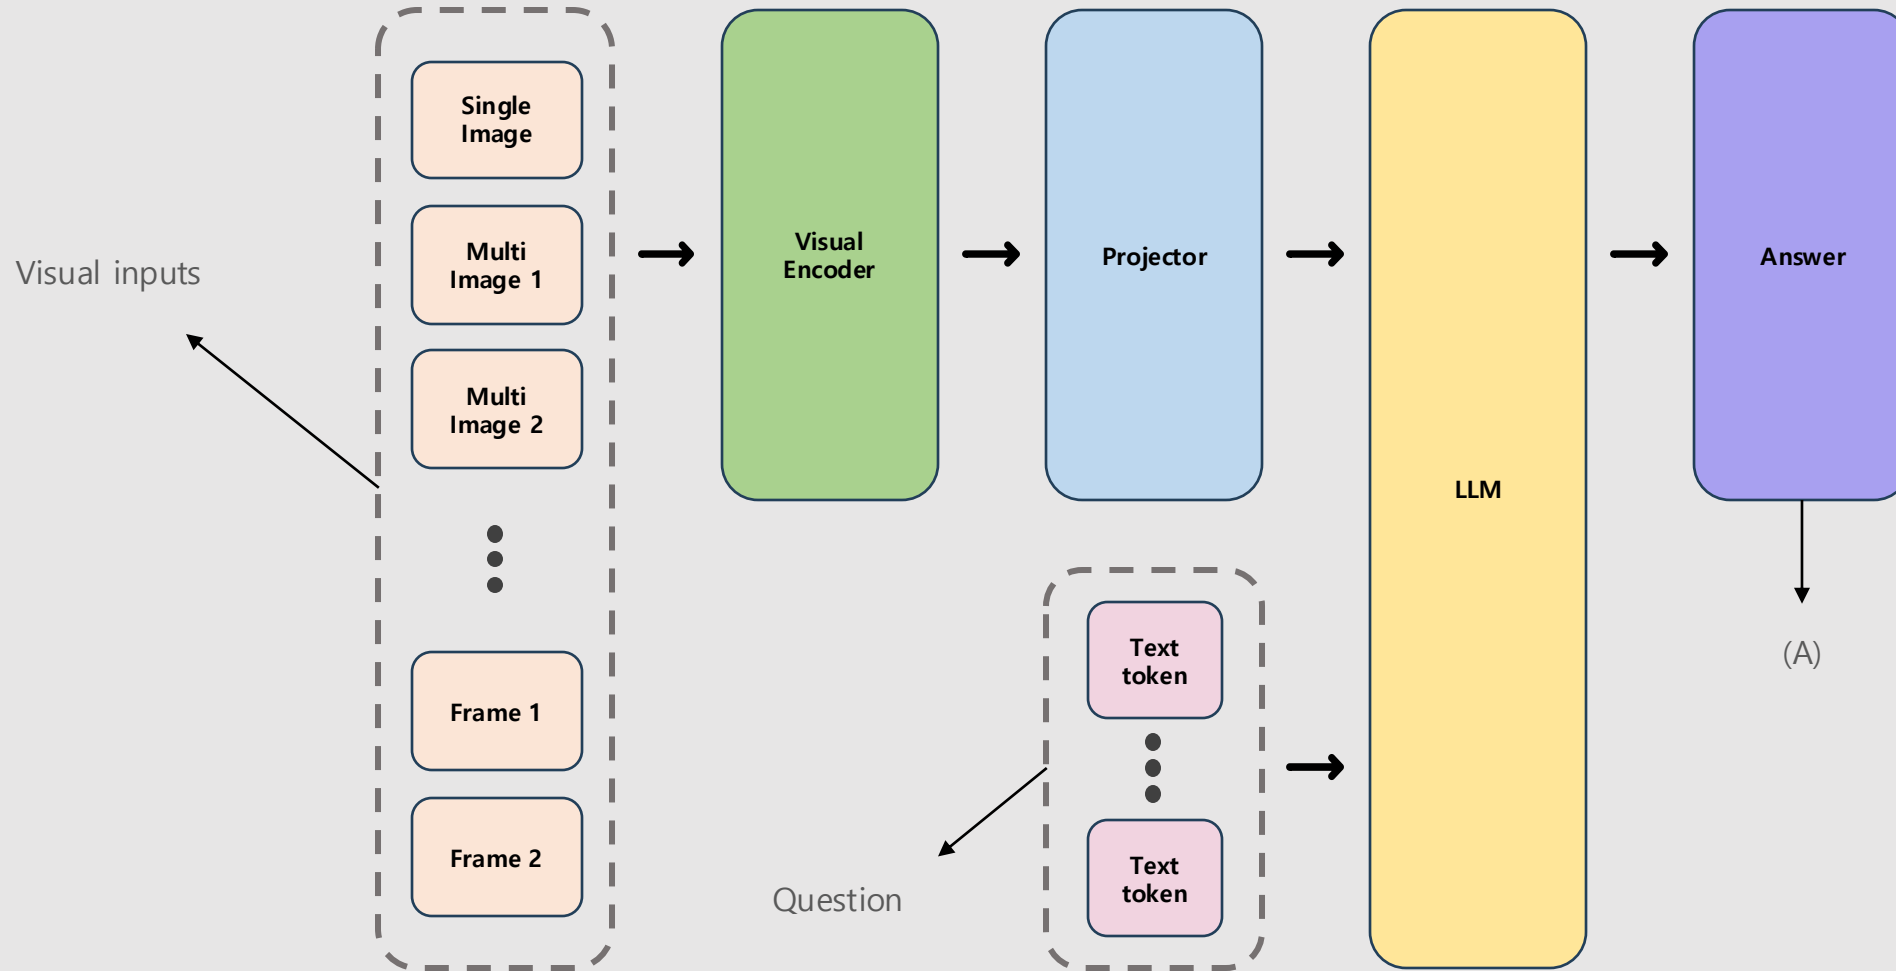 Visual inputs
Single
Image
Multi
Image 1
Multi
Image 2
Frame 1
Frame 2
Visual
Encoder
Projector
Text
token
Text
token
Question
LLM
Answer
(A)